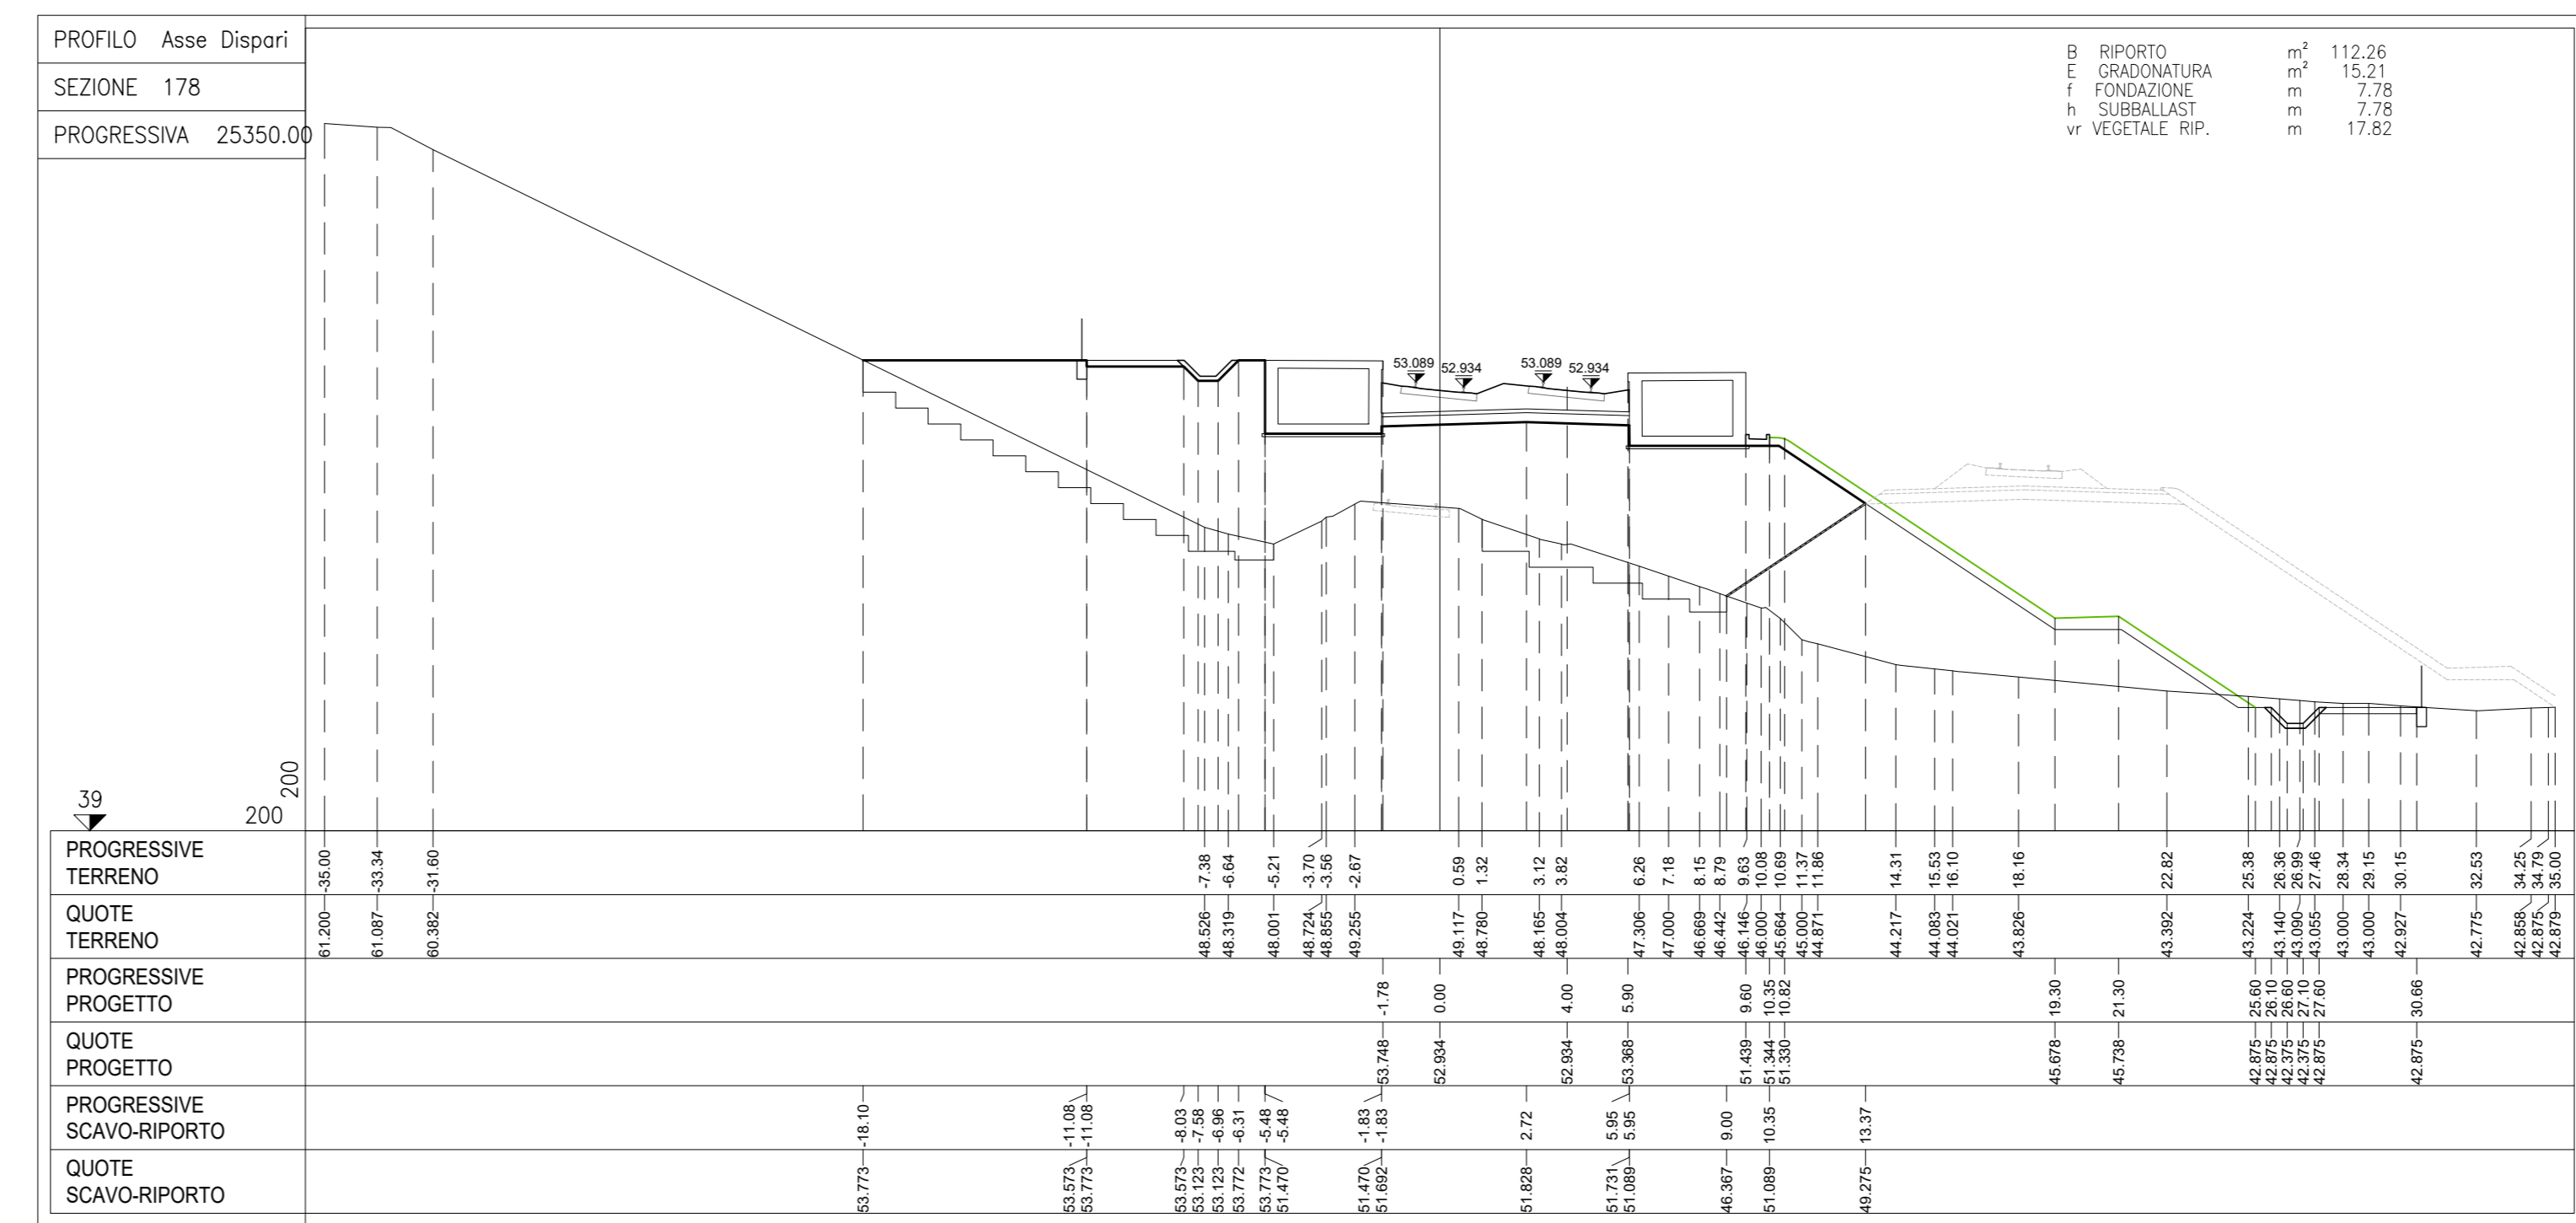 PROFILO Asse Dispari
SEZIONE 178
PROGRESSIVA 25350.00
B RIPORTO m² 112.26
E GRADONATURA m² 15.21
f FONDAZIONE m 7.78
h SUBBALLAST m 7.78
vr VEGETALE RIP. m 17.82
53.089 52.934 53.089 52.934
200
39 200
PROGRESSIVE TERRENO
-35.00 -33.34 -31.60 -7.38 -6.64 -5.21 -3.70 -3.56 -2.67 0.59 1.32 3.12 3.82 6.26 7.18 8.15 8.79 9.63 10.08 10.69 11.37 11.86 14.31 15.53 16.10 18.16 22.82 25.38 26.36 26.99 27.46 28.34 29.15 30.15 32.53 34.25 34.79 35.00
QUOTE TERRENO
61.200 61.087 60.382 48.526 48.319 48.001 48.724 48.855 49.255 49.117 48.780 48.165 48.004 47.306 47.000 46.669 46.442 46.146 46.000 45.664 45.000 44.871 44.217 44.083 44.021 43.826 43.392 43.224 43.140 43.090 43.055 43.000 43.000 42.927 42.775 42.858 42.875 42.879
PROGRESSIVE PROGETTO
-1.78 0.00 4.00 5.90 9.60 10.35 10.82 19.30 21.30 25.60 26.10 26.60 27.10 27.60 30.66
QUOTE PROGETTO
53.748 52.934 52.934 53.368 51.439 51.344 51.330 45.678 45.738 42.875 42.875 42.375 42.375 42.875 42.875
PROGRESSIVE SCAVO-RIPORTO
-18.10 -11.08 -11.08 -8.03 -7.58 -6.96 -6.31 -5.48 -5.48 -1.83 -1.83 2.72 5.95 5.95 9.00 10.35 13.37
QUOTE SCAVO-RIPORTO
53.773 53.573 53.773 53.573 53.123 53.123 53.772 53.773 51.470 51.470 51.692 51.828 51.731 51.089 46.367 51.089 49.275